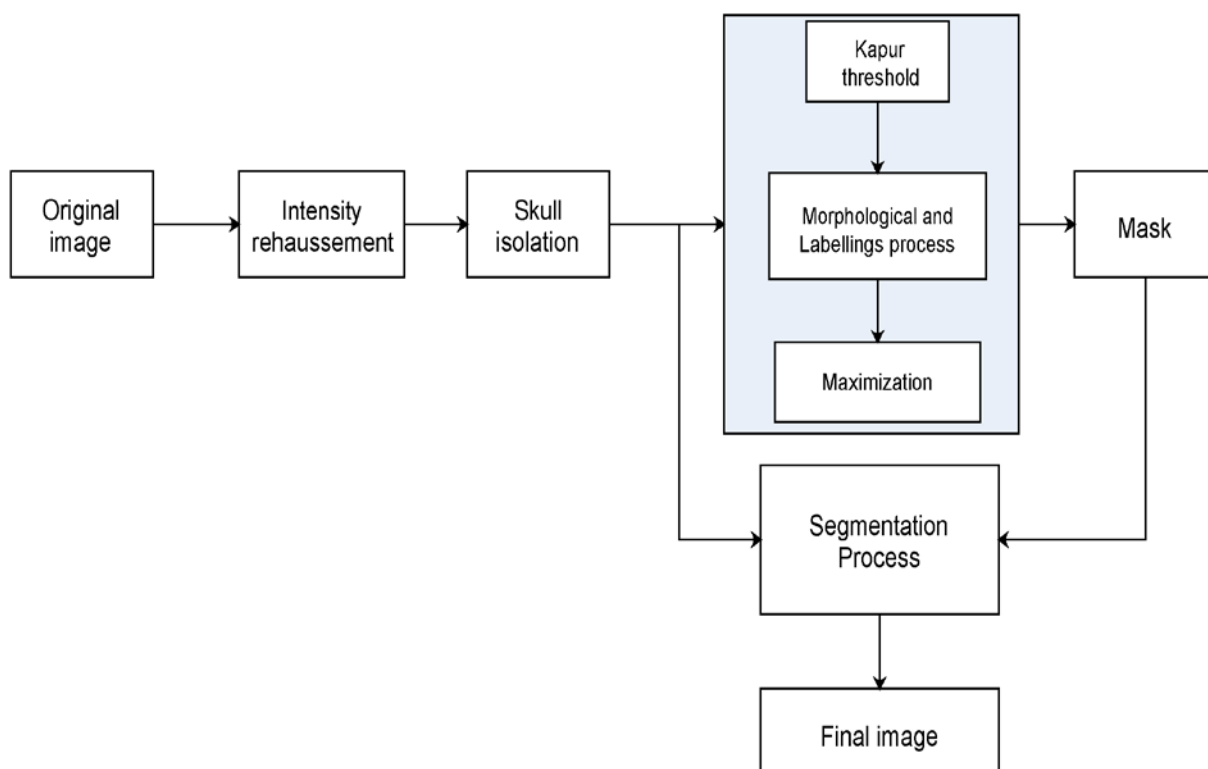 Original
image
Intensity
rehaussement
Skull
isolation
Kapur
threshold
Morphological and
Labellings process
Maximization
Mask
Segmentation
Process
Final image